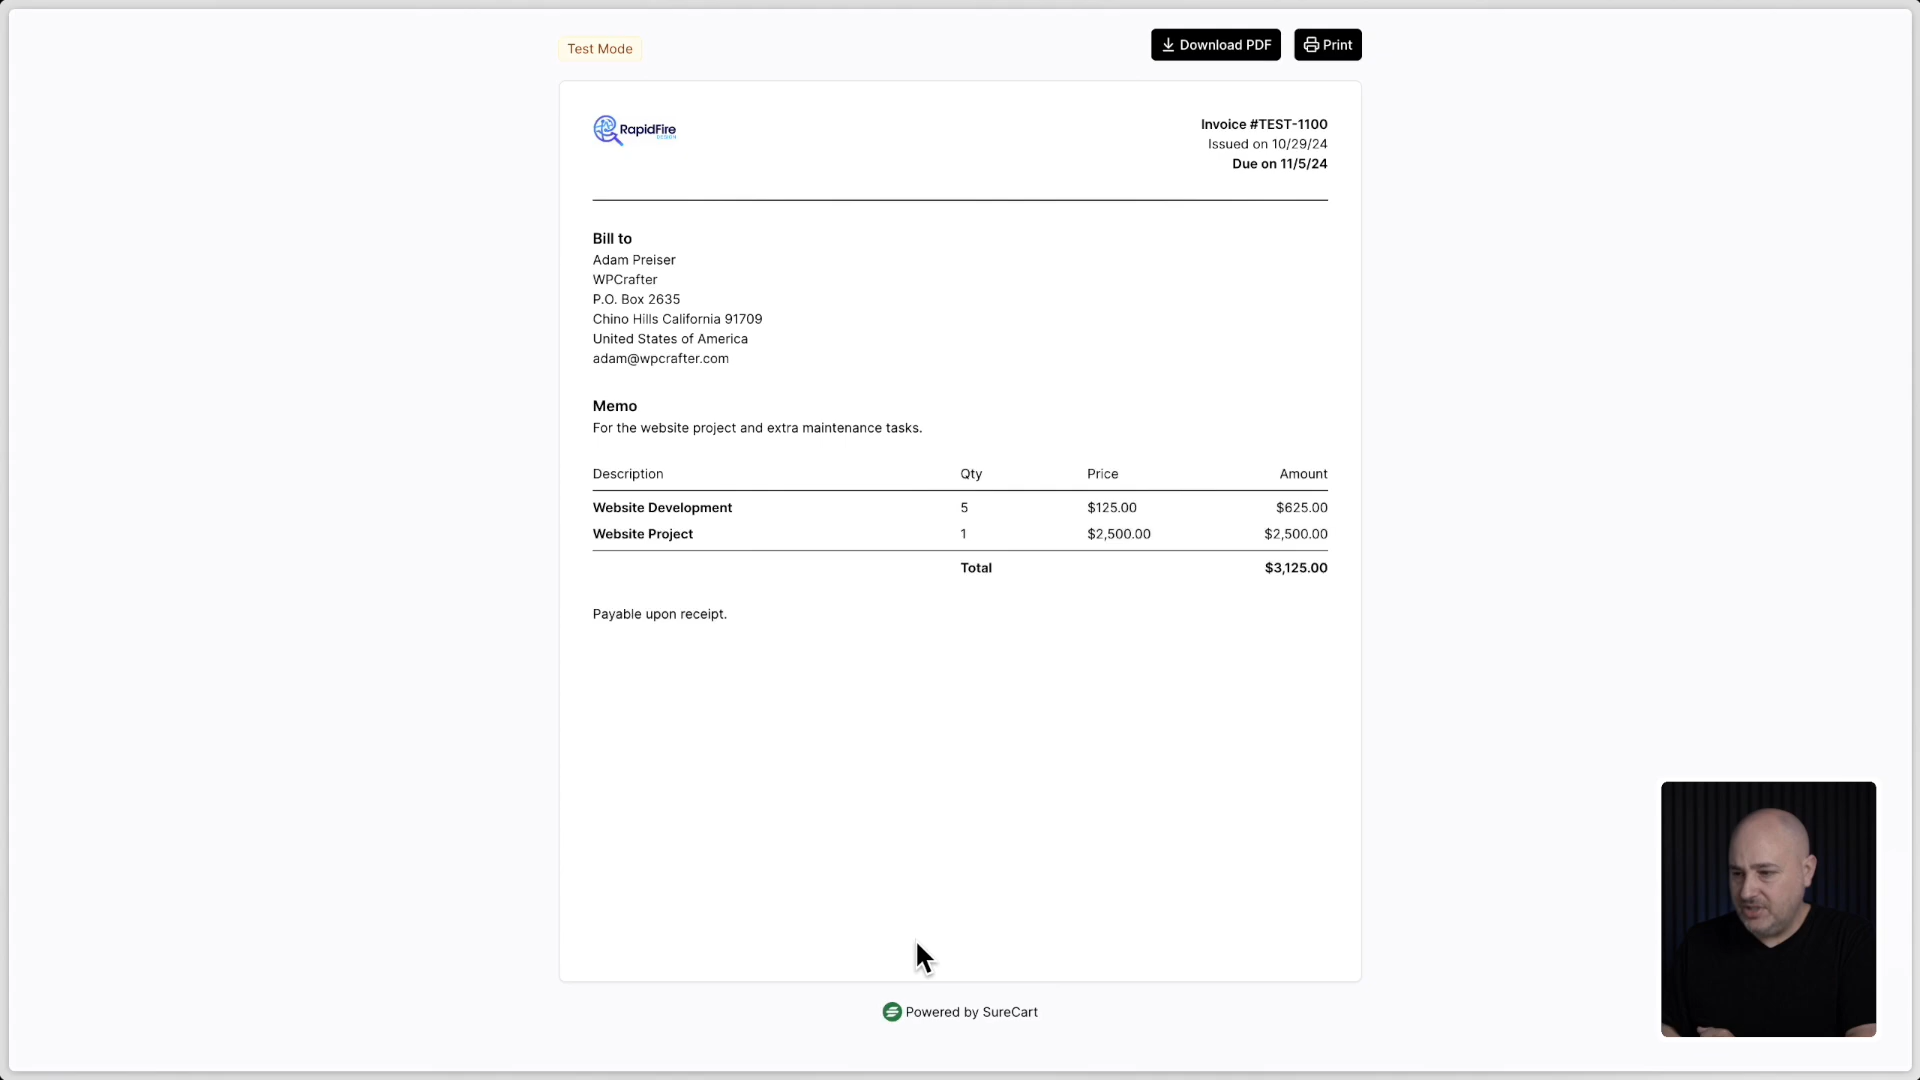 Test Mode
Download PDF
Print
RapidFire
DESIGN
Invoice #TEST-1100
Issued on 10/29/24
Due on 11/5/24
Bill to
Adam Preiser
WPCrafter
P.O. Box 2635
Chino Hills California 91709
United States of America
adam@wpcrafter.com
Memo
For the website project and extra maintenance tasks.
Description Qty Price Amount
Website Development 5 $125.00 $625.00
Website Project 1 $2,500.00 $2,500.00
Total $3,125.00
Payable upon receipt.
Powered by SureCart